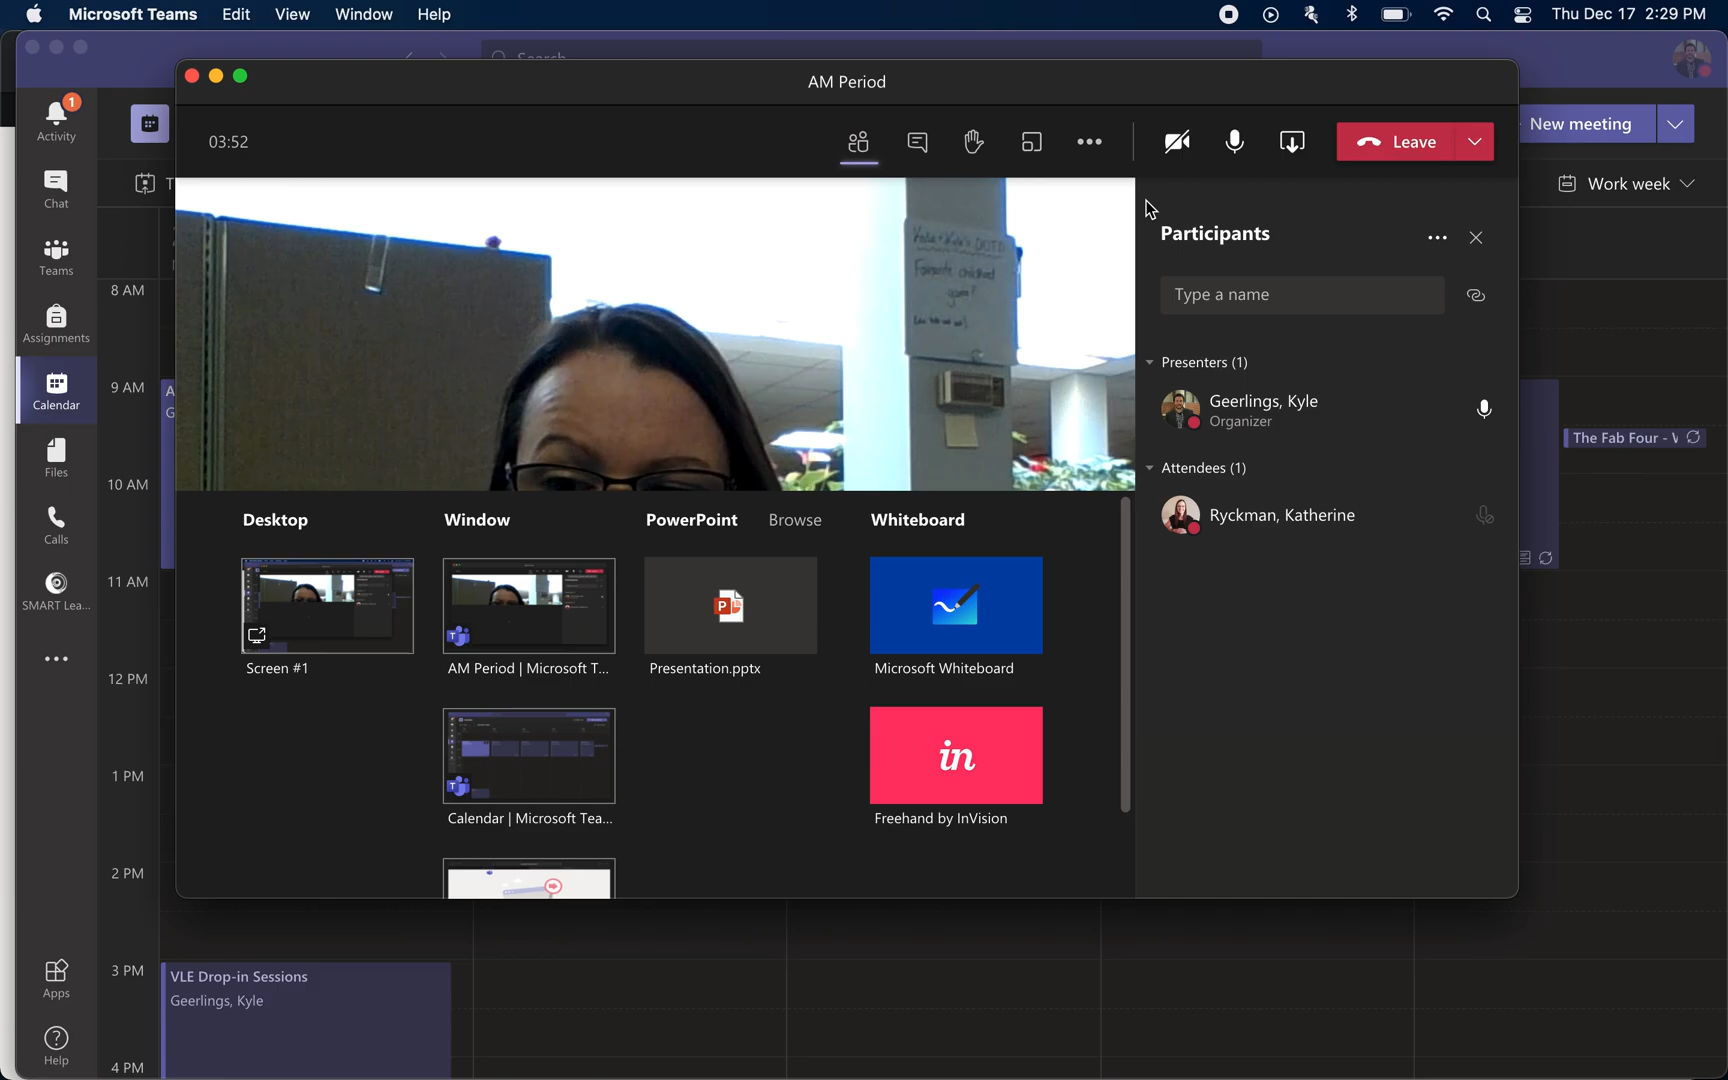 Microsoft Teams Edit View Window Help
Thu Dec 17 2:29 PM
Search
AM Period
1
Activity
03:52
Leave
New meeting
Chat
Work week
Teams
Participants
Type a name
8 AM
Assignments
Presenters (1)
9 AM
Geerlings, Kyle
Organizer
Calendar
The Fab Four - V
Attendees (1)
Files
10 AM
Ryckman, Katherine
Desktop
Window
PowerPoint
Browse
Whiteboard
Calls
11 AM
SMART Lea...
Screen #1
AM Period | Microsoft T...
Presentation.pptx
Microsoft Whiteboard
12 PM
in
1 PM
Calendar | Microsoft Tea...
Freehand by InVision
2 PM
3 PM
VLE Drop-in Sessions
Geerlings, Kyle
Apps
Help
4 PM